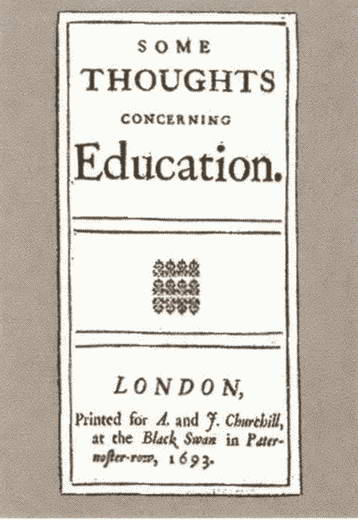 SOME
THOUGHTS
CONCERNING
Education.
LONDON,
Printed for A. and J. Churchill,
at the Black Swan in Pater-
noster-row, 1693.